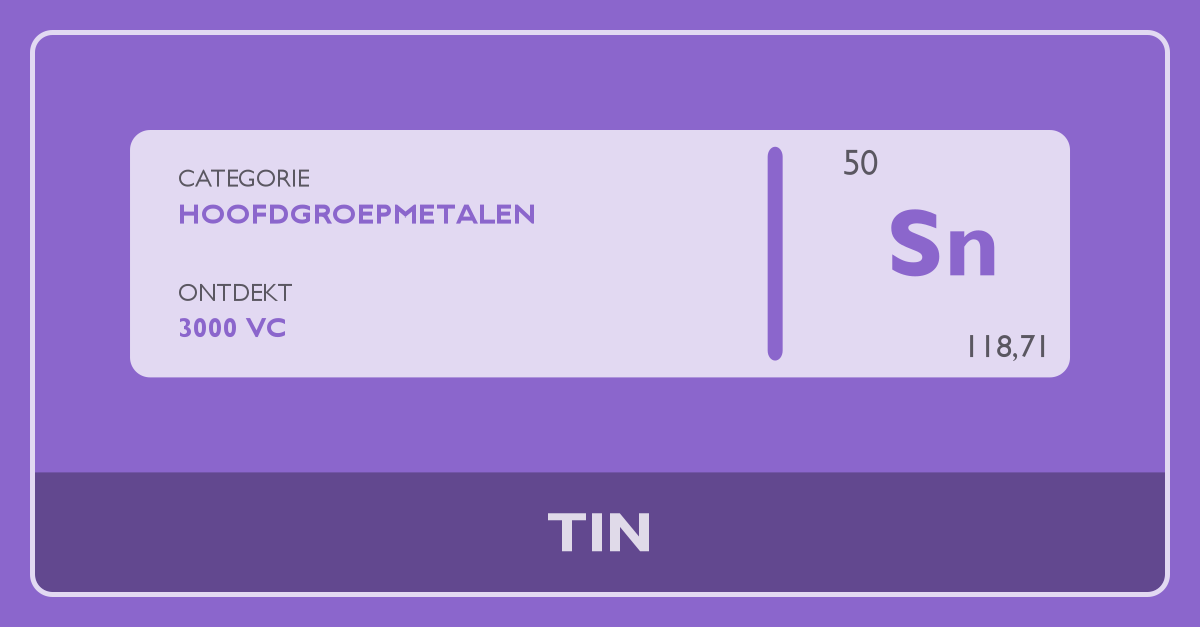 CATEGORIE
HOOFDGROEPMETALEN
ONTDEKT
3000 VC
50
Sn
118,71
TIN